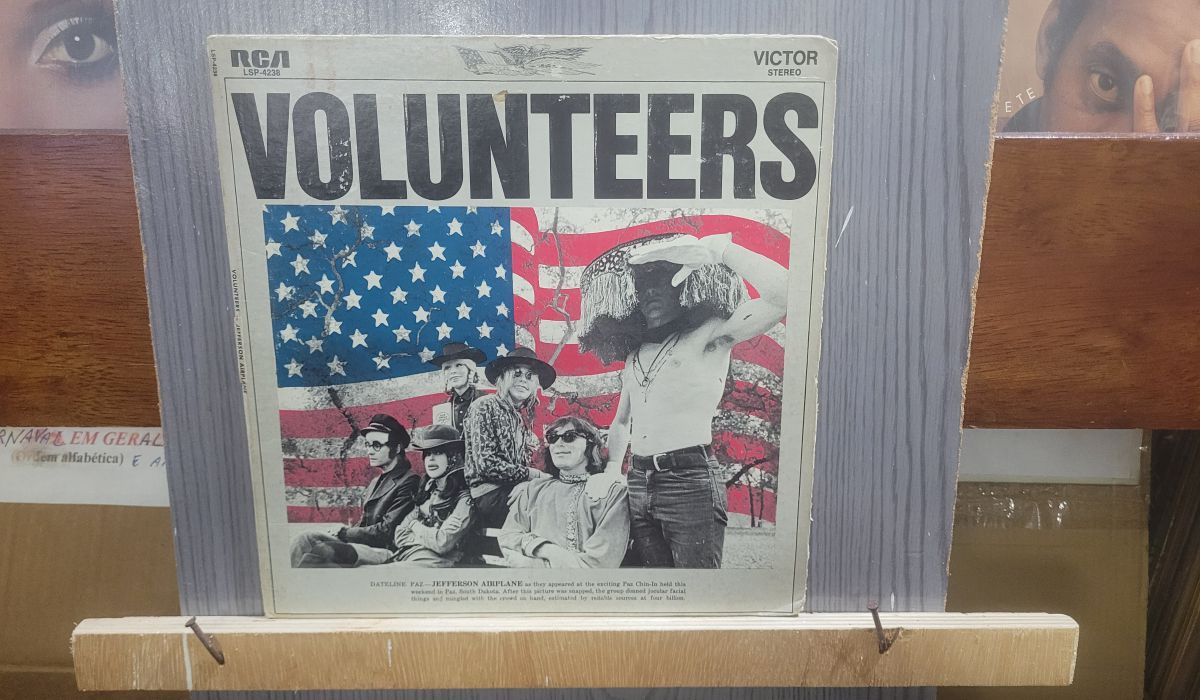 RCA
LSP-4238
VICTOR
STEREO
LSP-4238
VOLUNTEERS
VOLUNTEERS JEFFERSON AIRPLANE
DATELINE PAZ—JEFFERSON AIRPLANE as they appeared at the exciting Paz Chin-In held this
weekend in Paz, South Dakota. After this picture was snapped, the group donned jocular facial
things and mingled with the crowd on hand, estimated by reliable sources at four billion.
RNAVAL EM GERAL
(Ordem alfabética) E
ETE